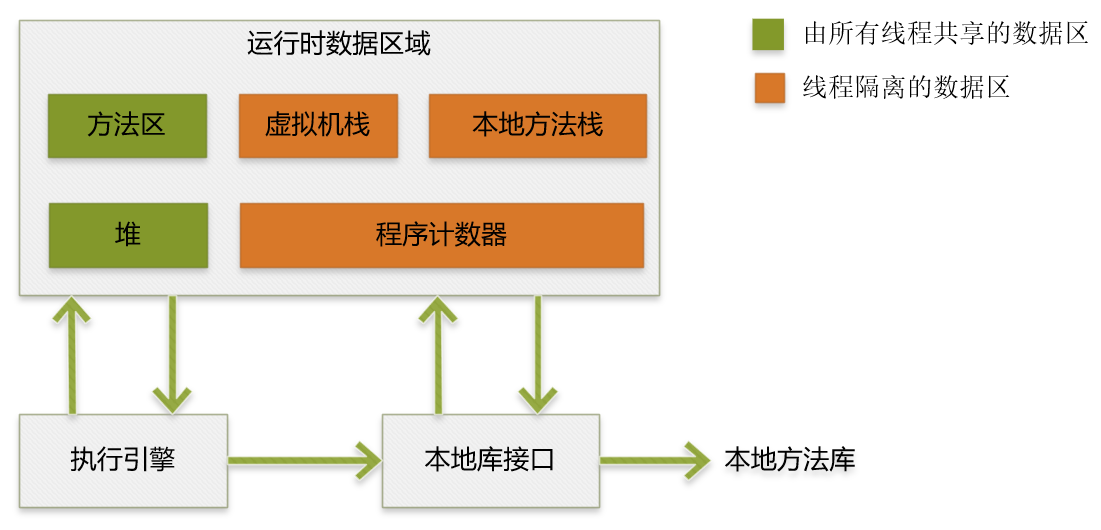 运行时数据区域
由所有线程共享的数据区
线程隔离的数据区
方法区
虚拟机栈
本地方法栈
堆
程序计数器
执行引擎
本地库接口
本地方法库